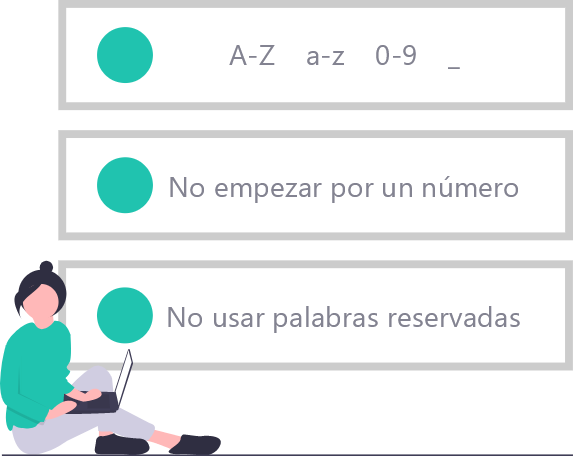 A-Z a-z 0-9 _
No empezar por un número
No usar palabras reservadas